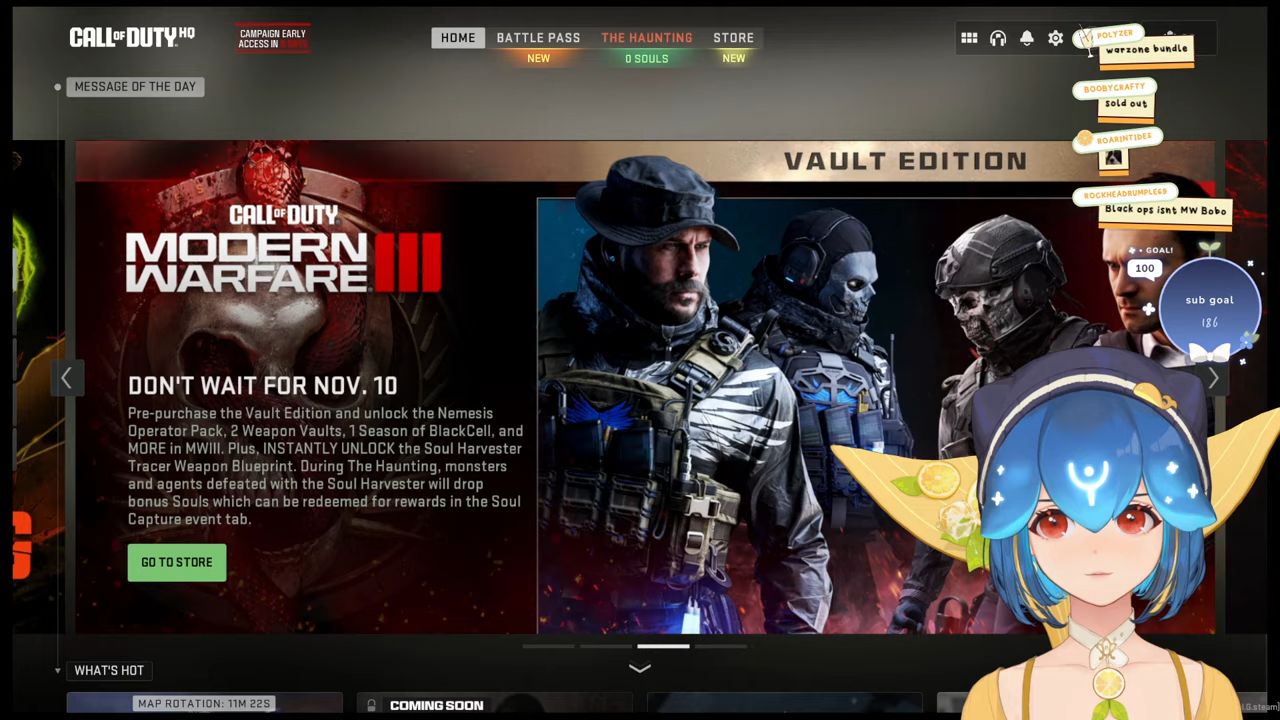 CALL OF DUTY HQ
CAMPAIGN EARLY
ACCESS IN
HOME
BATTLE PASS
THE HAUNTING
STORE
NEW
0 SOULS
NEW
MESSAGE OF THE DAY
POLYZER
warzone bundle
BOOBYCRAFTY
sold out
ROARINTIDES
ROCKHEADRUMPLE68
Black ops isnt MW Bobo
VAULT EDITION
CALL OF DUTY
MODERN
WARFARE III
DON'T WAIT FOR NOV. 10
Pre-purchase the Vault Edition and unlock the Nemesis
Operator Pack, 2 Weapon Vaults, 1 Season of BlackCell, and
MORE in MWIII. Plus, INSTANTLY UNLOCK the Soul Harvester
Tracer Weapon Blueprint. During The Haunting, monsters
and agents defeated with the Soul Harvester will drop
bonus Souls which can be redeemed for rewards in the Soul
Capture event tab.
GO TO STORE
GOAL!
100
sub goal
186
WHAT'S HOT
MAP ROTATION: 11M 22S
COMING SOON